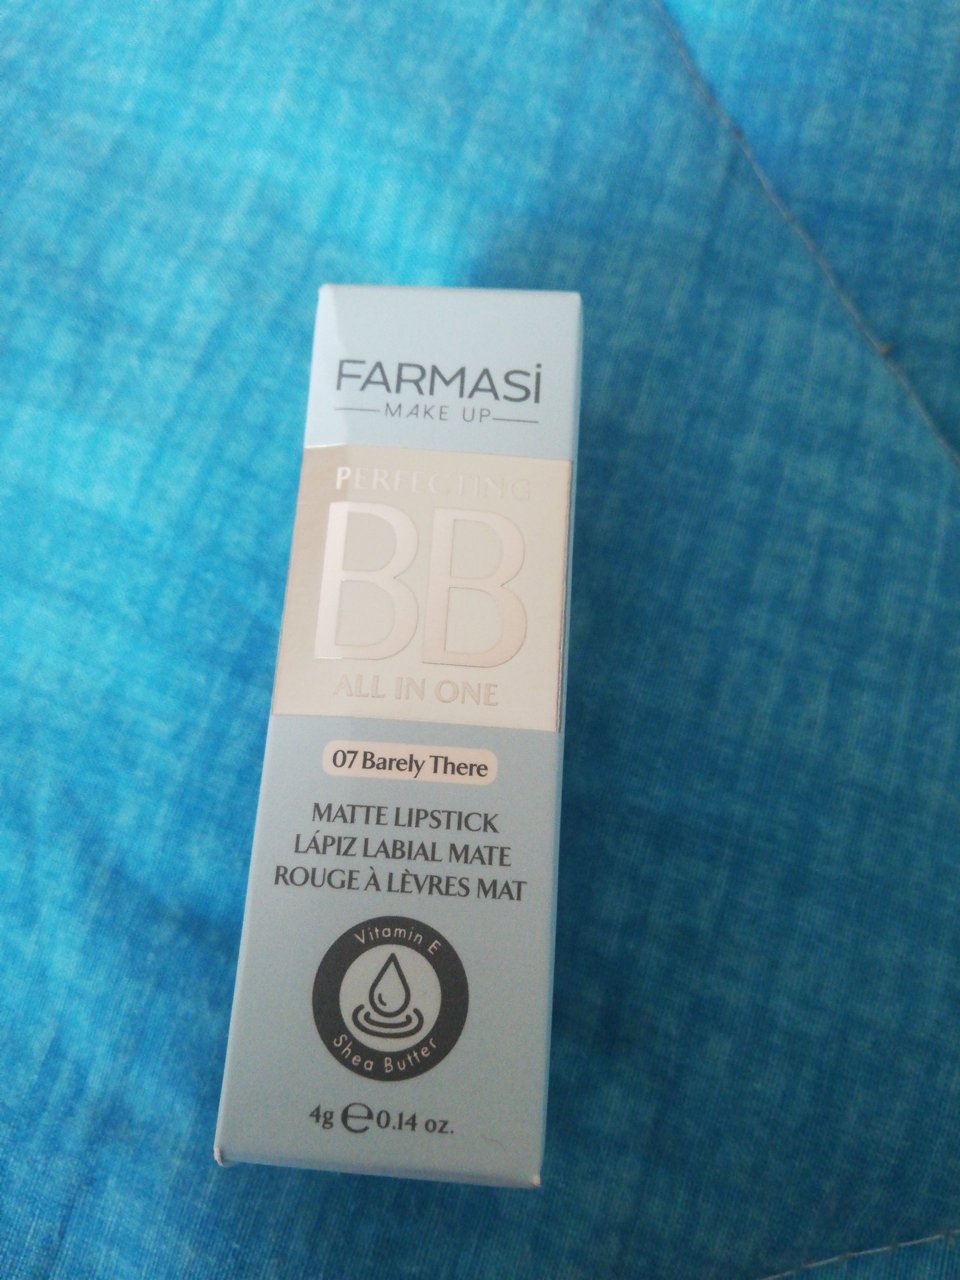 FARMASİ
MAKE UP
PERFECTING
BB
ALL IN ONE
07 Barely There
MATTE LIPSTICK
LÁPIZ LABIAL MATE
ROUGE À LÈVRES MAT
Vitamin E
Shea Butter
4g ℮ 0.14 oz.